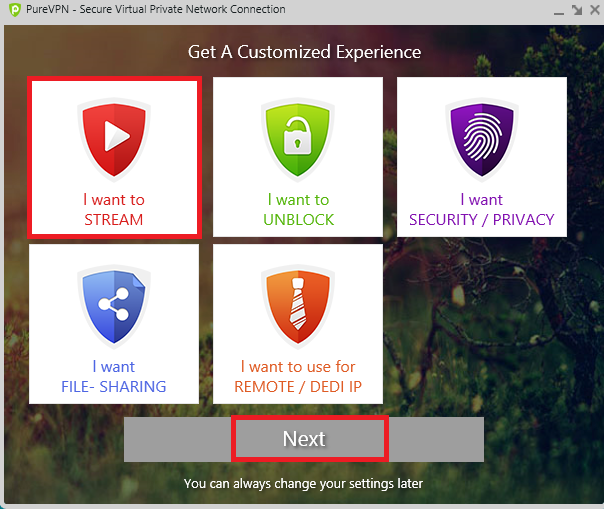 PureVPN - Secure Virtual Private Network Connection
Get A Customized Experience
I want to
STREAM
I want to
UNBLOCK
I want
SECURITY / PRIVACY
I want
FILE- SHARING
I want to use for
REMOTE / DEDI IP
Next
You can always change your settings later